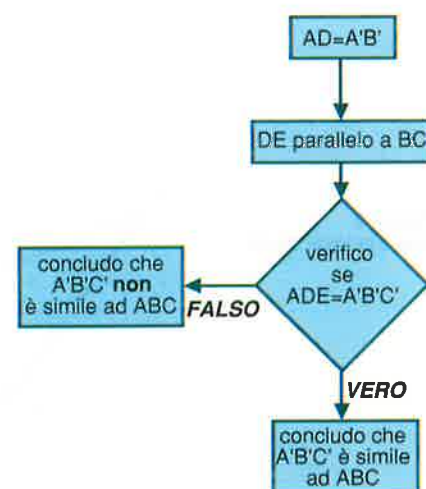 AD=A'B'
DE parallelo a BC
verifico
se
ADE=A'B'C'
concludo che
A'B'C' non
è simile ad ABC
FALSO
VERO
concludo che
A'B'C' è simile
ad ABC